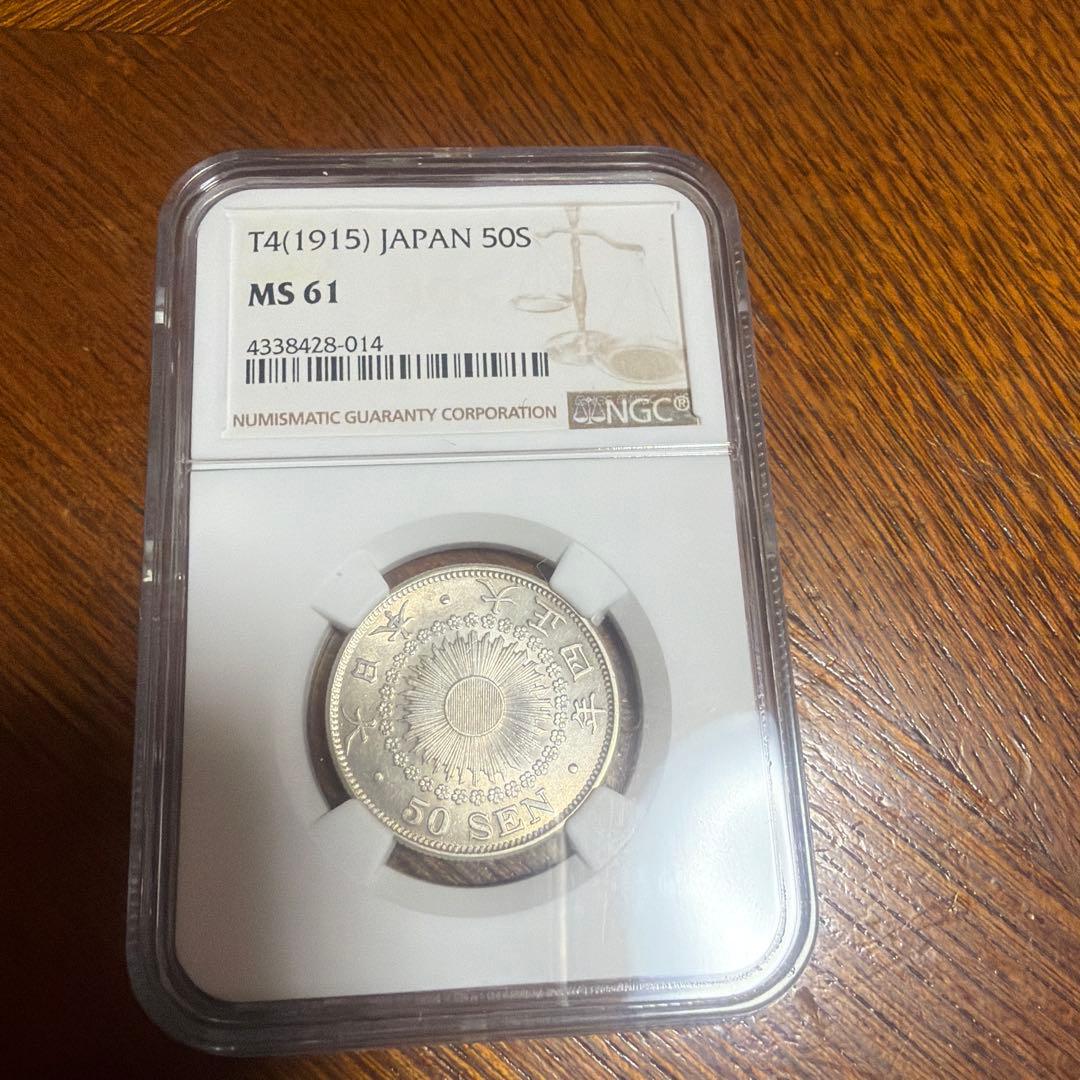 T4(1915) JAPAN 50S
MS 61
4338428-014
NUMISMATIC GUARANTY CORPORATION
NGC®
大日本 • 大正四年 •
50 SEN